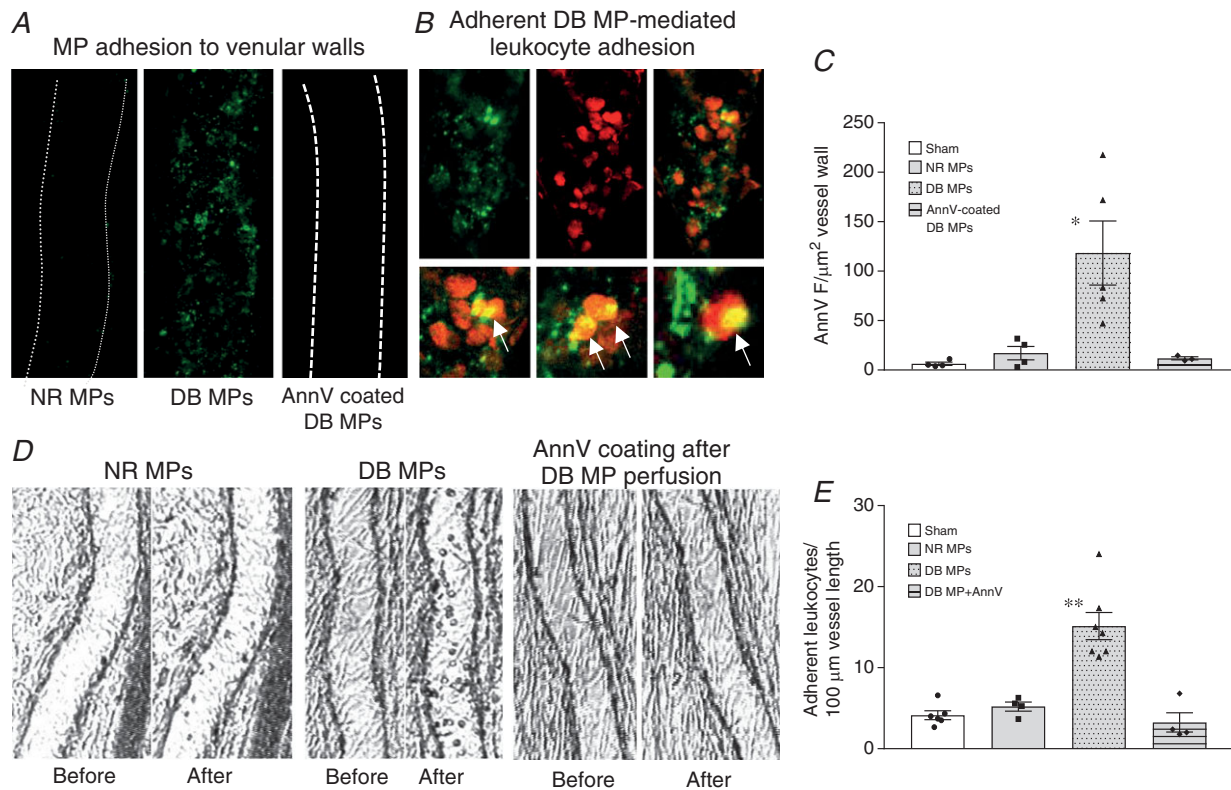 A
MP adhesion to venular walls
NR MPs
DB MPs
AnnV coated
DB MPs
B
Adherent DB MP-mediated
leukocyte adhesion
C
AnnV F/μm² vessel wall
250
200
150
100
50
0
Sham
NR MPs
DB MPs
AnnV-coated
DB MPs
*
D
NR MPs
Before
After
DB MPs
Before
After
AnnV coating after
DB MP perfusion
Before
After
E
Adherent leukocytes/
100 μm vessel length
30
20
10
0
Sham
NR MPs
DB MPs
DB MP+AnnV
**